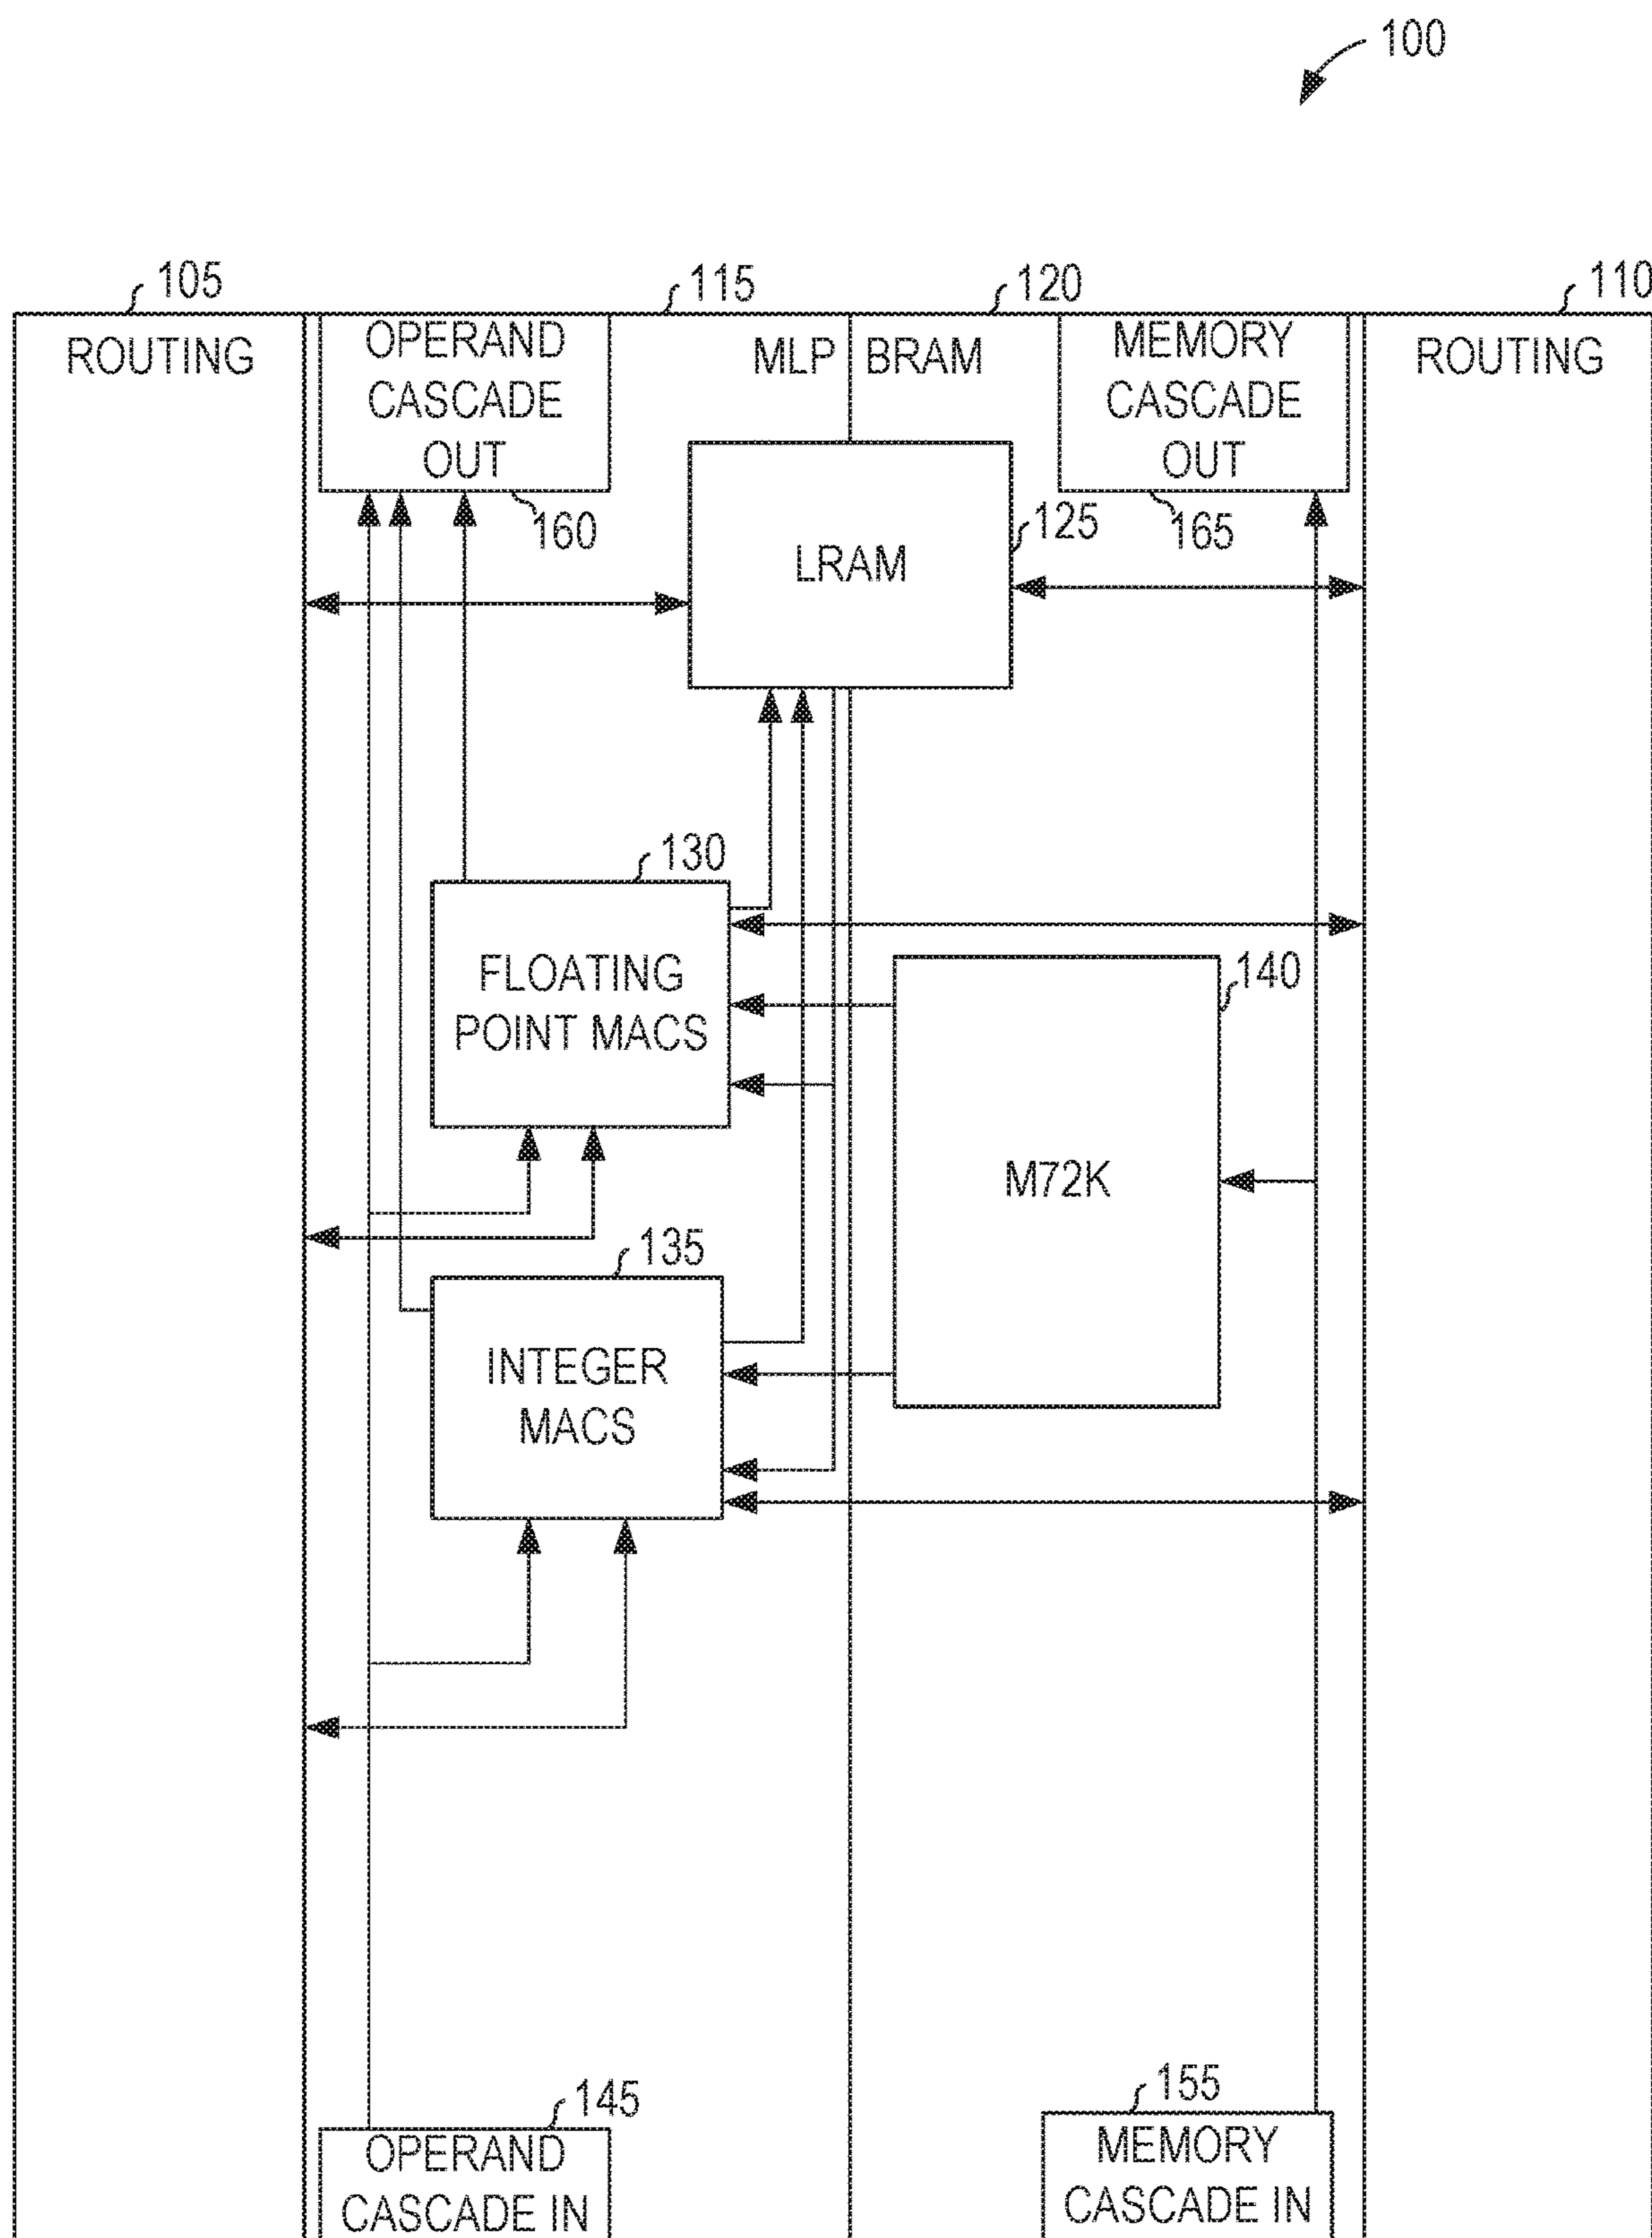 100
105
115
120
110
ROUTING
OPERAND
CASCADE
OUT
MLP
BRAM
MEMORY
CASCADE
OUT
ROUTING
160
LRAM
125
165
130
FLOATING
POINT MACS
140
M72K
135
INTEGER
MACS
145
OPERAND
CASCADE IN
155
MEMORY
CASCADE IN